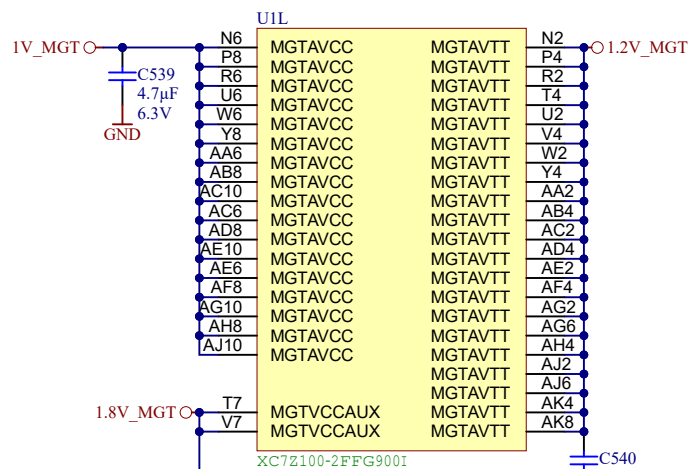 U1L
1V_MGT N6 MGTAVCC MGTAVTT N2 1.2V_MGT
P8 MGTAVCC MGTAVTT P4
C539 R6 MGTAVCC MGTAVTT R2
4.7µF U6 MGTAVCC MGTAVTT T4
6.3V W6 MGTAVCC MGTAVTT U2
GND Y8 MGTAVCC MGTAVTT V4
AA6 MGTAVCC MGTAVTT W2
AB8 MGTAVCC MGTAVTT Y4
AC10 MGTAVCC MGTAVTT AA2
AC6 MGTAVCC MGTAVTT AB4
AD8 MGTAVCC MGTAVTT AC2
AE10 MGTAVCC MGTAVTT AD4
AE6 MGTAVCC MGTAVTT AE2
AF8 MGTAVCC MGTAVTT AF4
AG10 MGTAVCC MGTAVTT AG2
AH8 MGTAVCC MGTAVTT AG6
AJ10 MGTAVCC MGTAVTT AH4
MGTAVTT AJ2
MGTAVTT AJ6
1.8V_MGT T7 MGTVCCAUX MGTAVTT AK4
V7 MGTVCCAUX MGTAVTT AK8
XC7Z100-2FFG900I C540